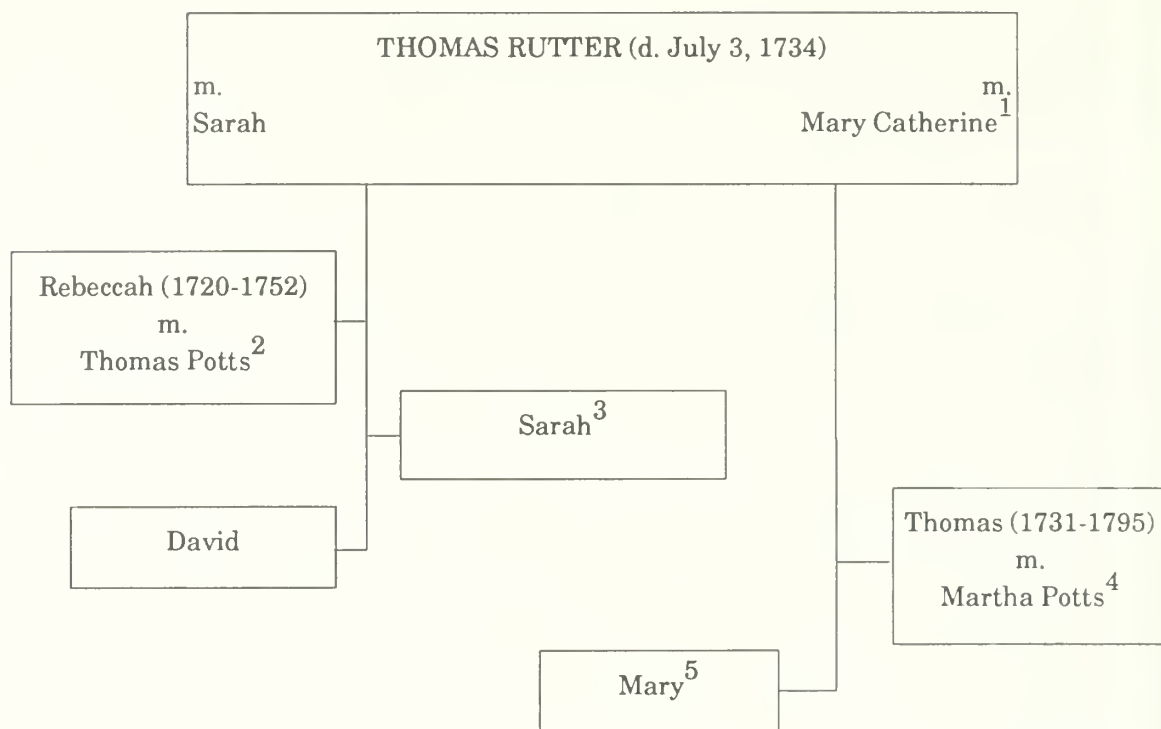 THOMAS RUTTER (d. July 3, 1734)
m.
Sarah
m.
Mary Catherine1
Rebeccah (1720-1752)
m.
Thomas Potts2
Sarah3
David
Thomas (1731-1795)
m.
Martha Potts4
Mary5